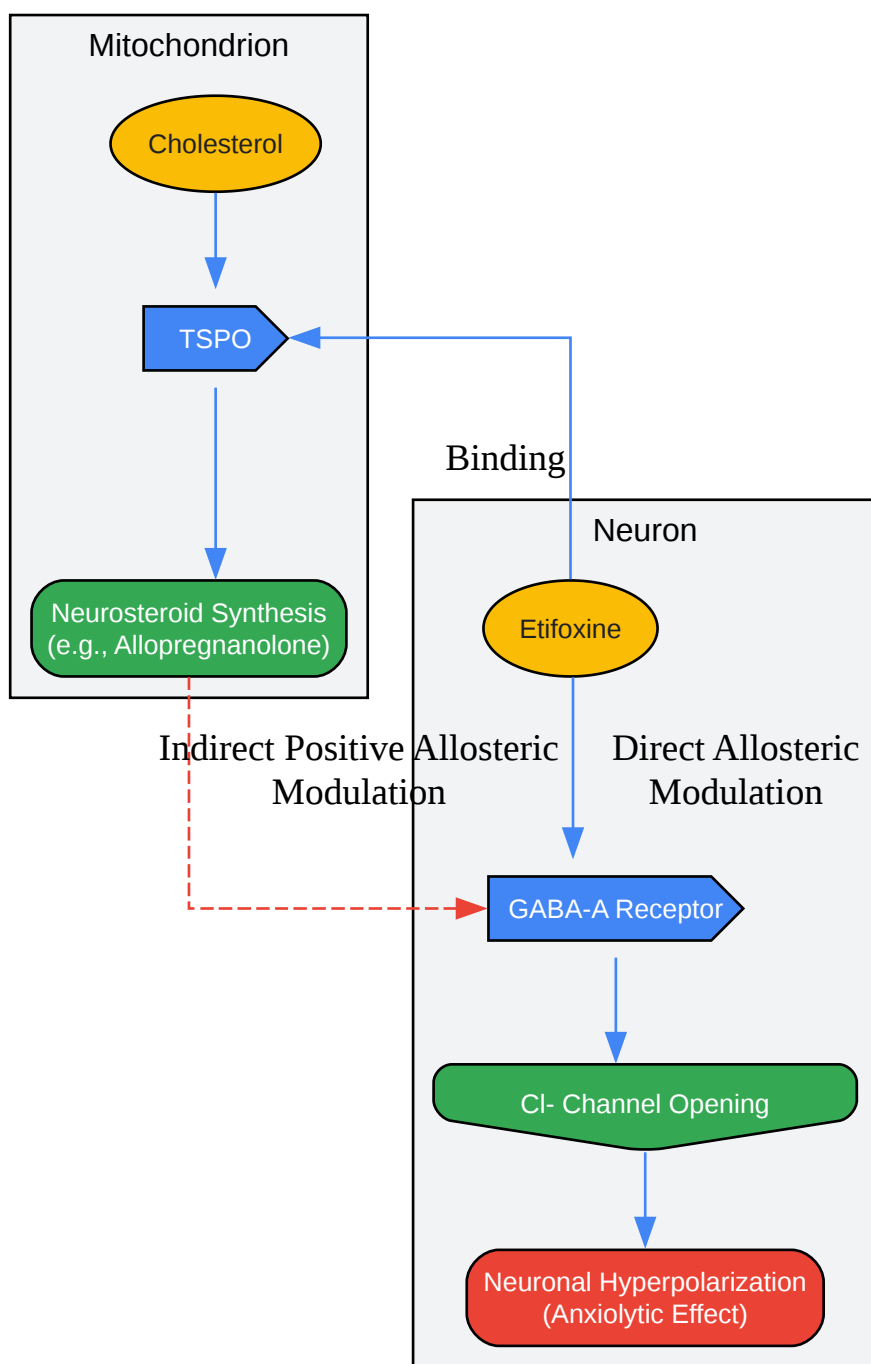 Mitochondrion
Cholesterol
TSPO
Binding
Neuron
Neurosteroid Synthesis
(e.g., Allopregnanolone)
Etifoxine
Indirect Positive Allosteric
Modulation
Direct Allosteric
Modulation
GABA-A Receptor
Cl- Channel Opening
Neuronal Hyperpolarization
(Anxiolytic Effect)